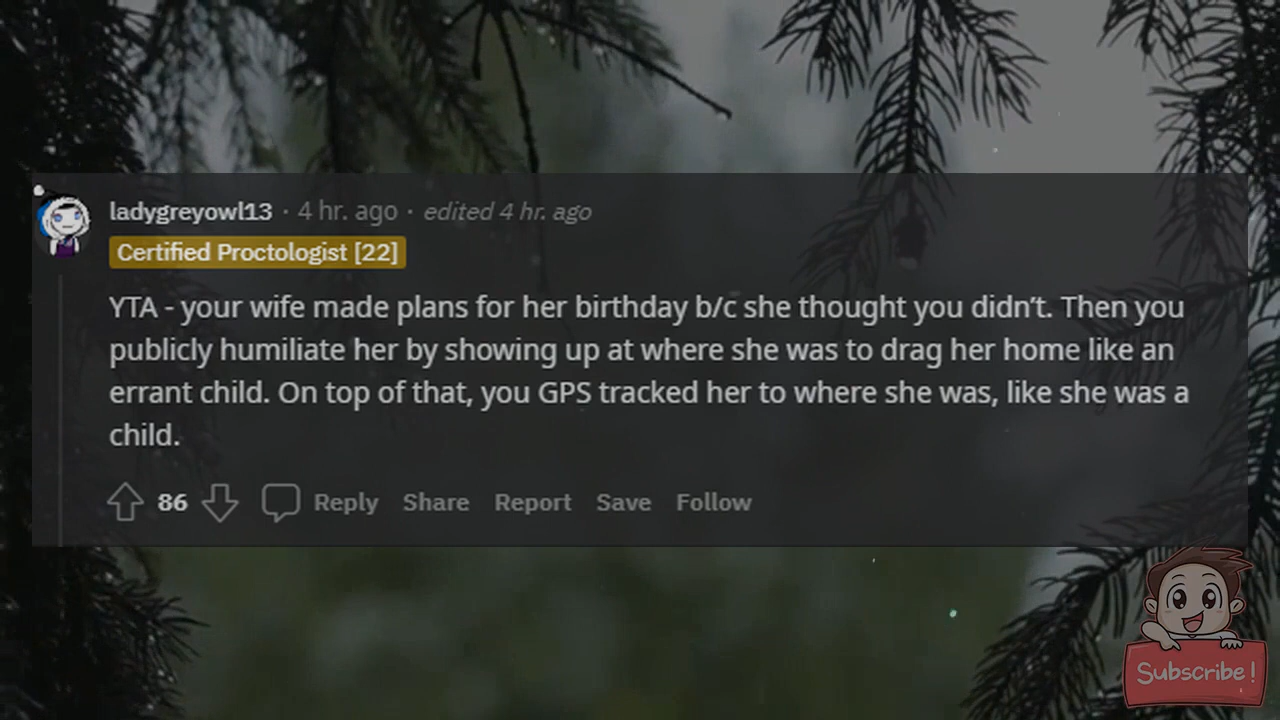 ladygreyowl13 · 4 hr. ago · edited 4 hr. ago
Certified Proctologist [22]
YTA - your wife made plans for her birthday b/c she thought you didn’t. Then you
publicly humiliate her by showing up at where she was to drag her home like an
errant child. On top of that, you GPS tracked her to where she was, like she was a
child.
86 Reply Share Report Save Follow
Subscribe!